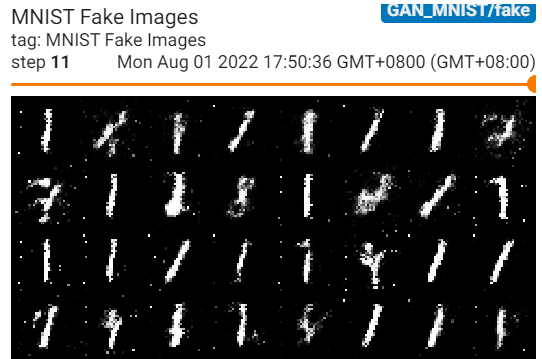 MNIST Fake Images
GAN_MNIST/fake
tag: MNIST Fake Images
step 11 Mon Aug 01 2022 17:50:36 GMT+0800 (GMT+08:00)